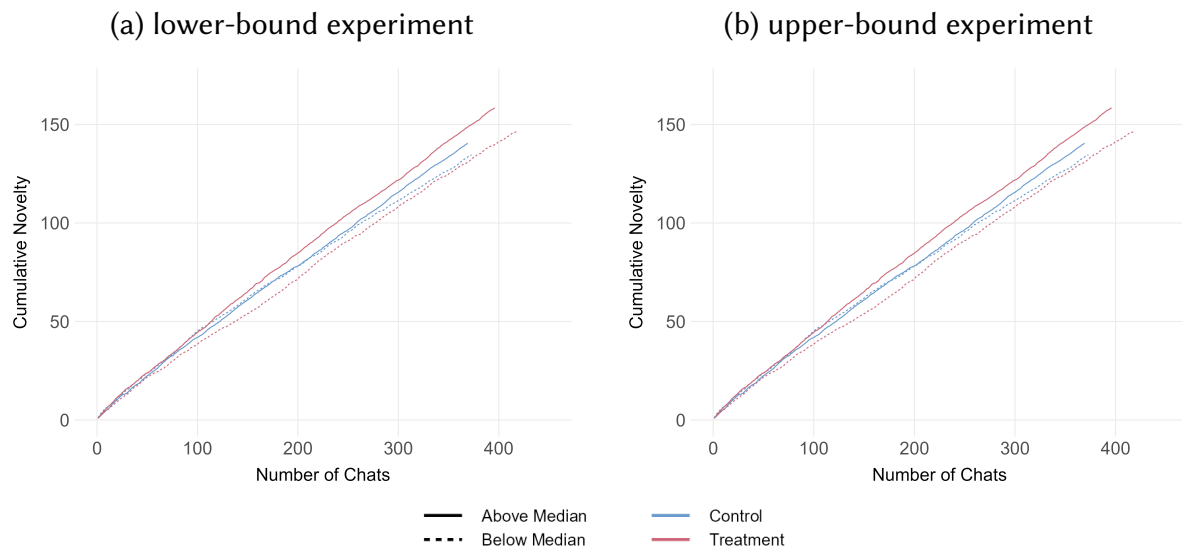 (a) lower-bound experiment
(b) upper-bound experiment
150
100
50
0
Cumulative Novelty
0 100 200 300 400
Number of Chats
150
100
50
0
Cumulative Novelty
0 100 200 300 400
Number of Chats
Above Median
Below Median
Control
Treatment